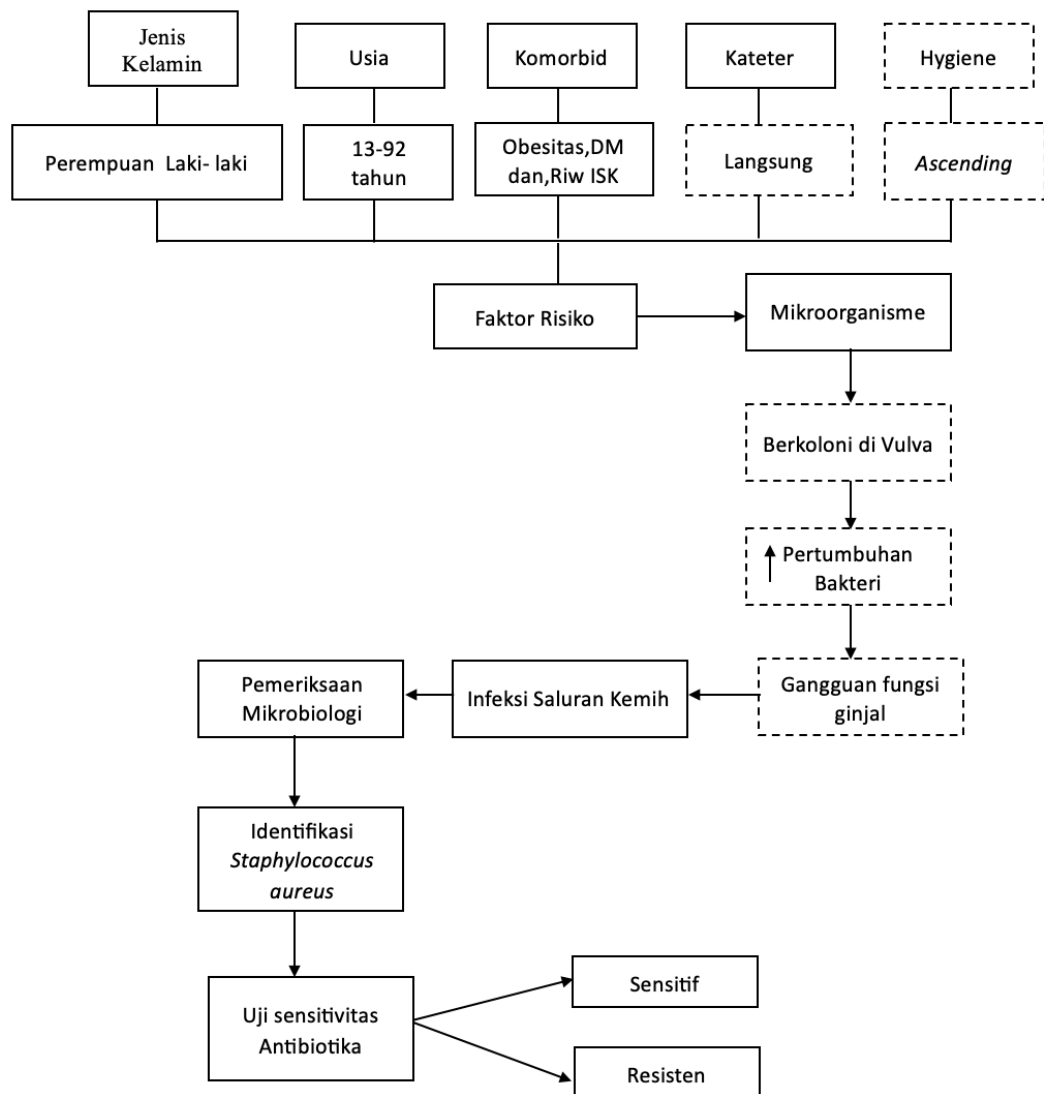 Jenis
Kelamin
Usia
Komorbid
Kateter
Hygiene
Perempuan Laki- laki
13-92
tahun
Obesitas,DM
dan,Riw ISK
Langsung
Ascending
Faktor Risiko
Mikroorganisme
Berkoloni di Vulva
Pertumbuhan
Bakteri
Gangguan fungsi
ginjal
Infeksi Saluran Kemih
Pemeriksaan
Mikrobiologi
Identifikasi
Staphylococcus
aureus
Uji sensitivitas
Antibiotika
Sensitif
Resisten